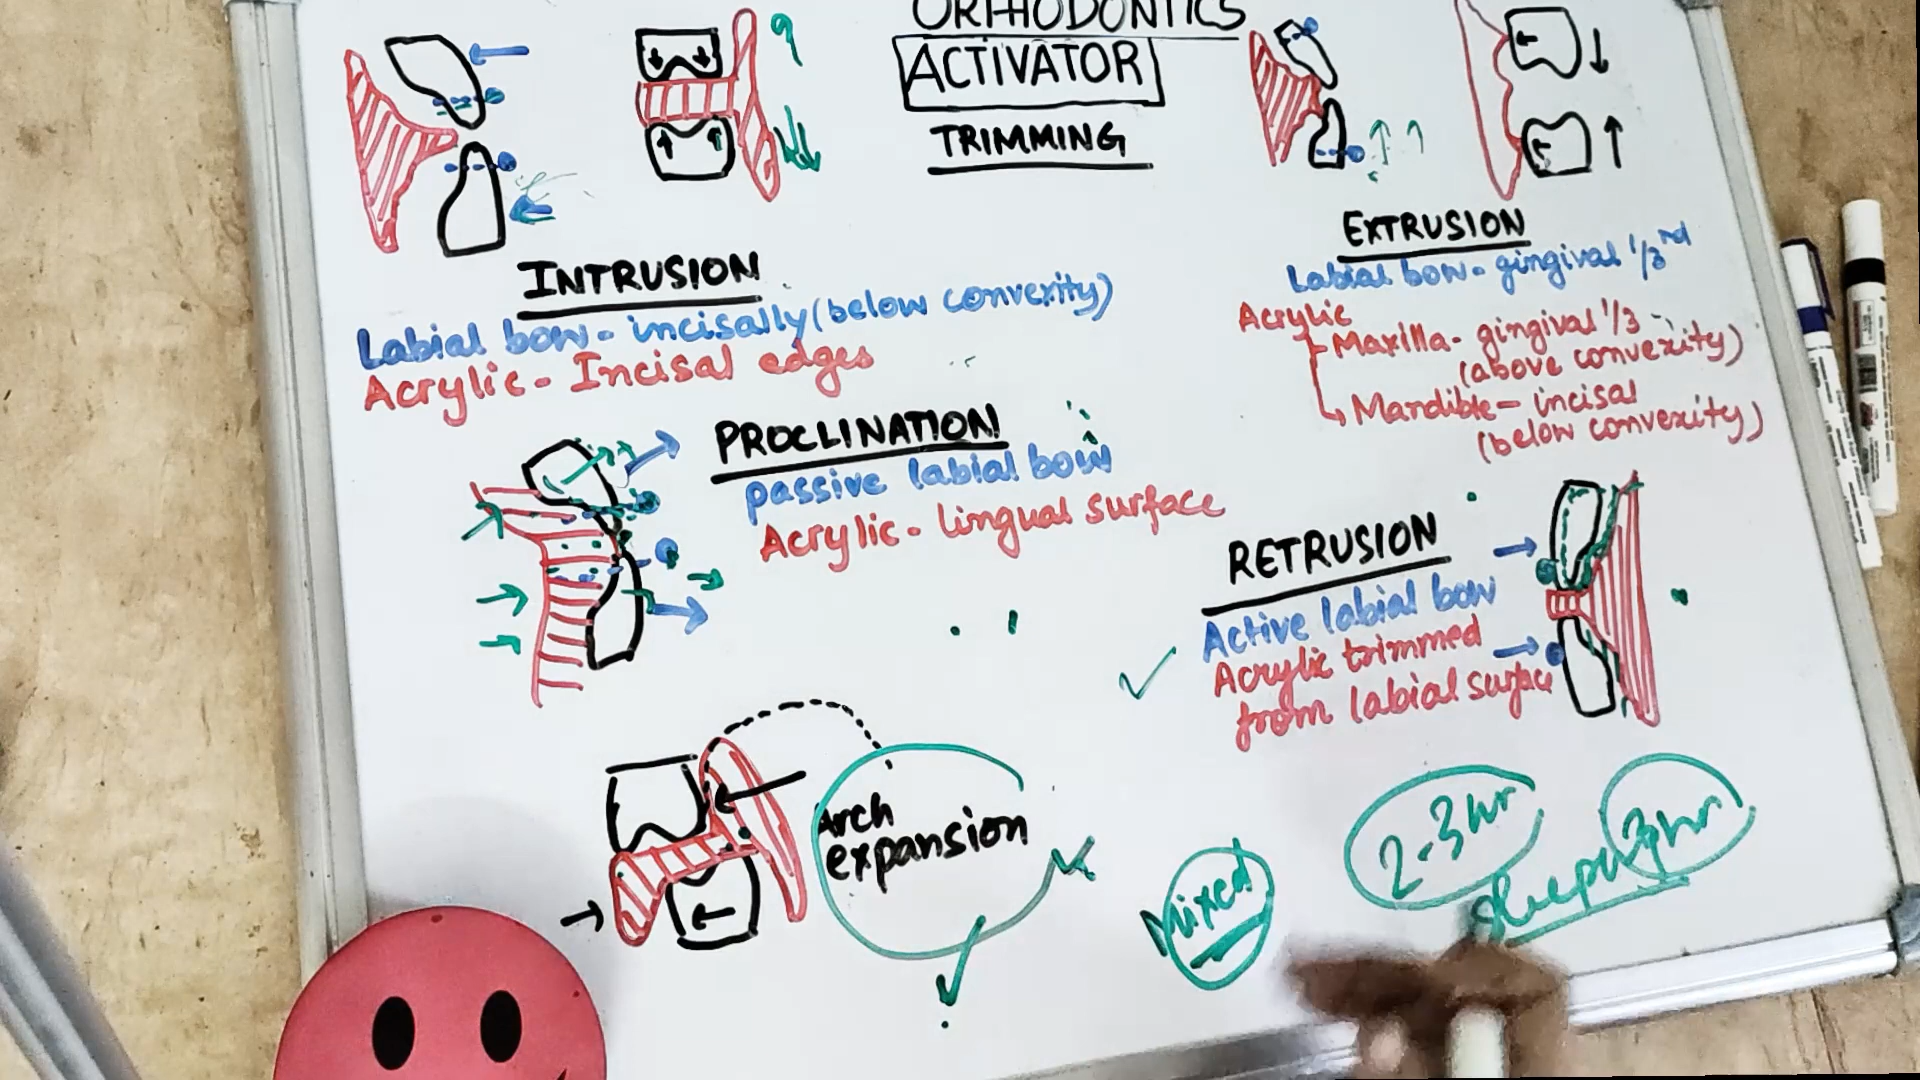 ORTHODONTICS
ACTIVATOR
TRIMMING
INTRUSION
Labial bow - incisally (below convexity)
Acrylic - Incisal edges
EXTRUSION
Labial bow - gingival 1/3rd
Acrylic
Maxilla - gingival 1/3
(above convexity)
Mandible - incisal
(below convexity)
PROCLINATION
passive labial bow
Acrylic - lingual surface
RETRUSION
Active labial bow
Acrylic trimmed
from labial surface
Arch
expansion
Mixed
2-3 hr
Sleep